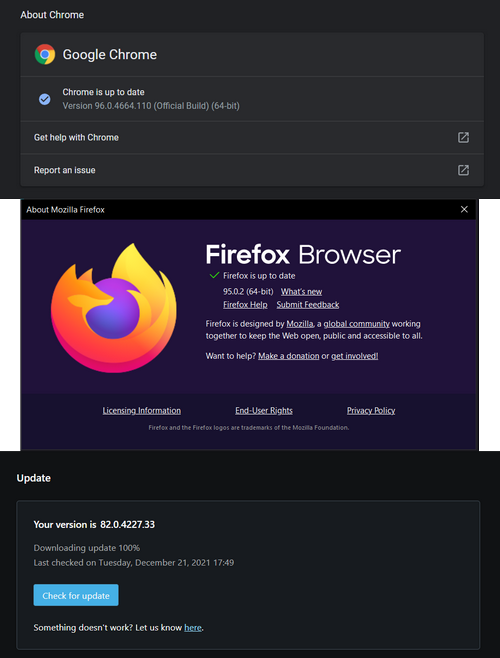 About Chrome
Google Chrome
Chrome is up to date
Version 96.0.4664.110 (Official Build) (64-bit)
Get help with Chrome
Report an issue
About Mozilla Firefox
Firefox Browser
Firefox is up to date
95.0.2 (64-bit) What's new
Firefox Help Submit Feedback
Firefox is designed by Mozilla, a global community working
together to keep the Web open, public and accessible to all.
Want to help? Make a donation or get involved!
Licensing Information End-User Rights Privacy Policy
Firefox and the Firefox logos are trademarks of the Mozilla Foundation.
Update
Your version is 82.0.4227.33
Downloading update 100%
Last checked on Tuesday, December 21, 2021 17:49
Check for update
Something doesn't work? Let us know here.